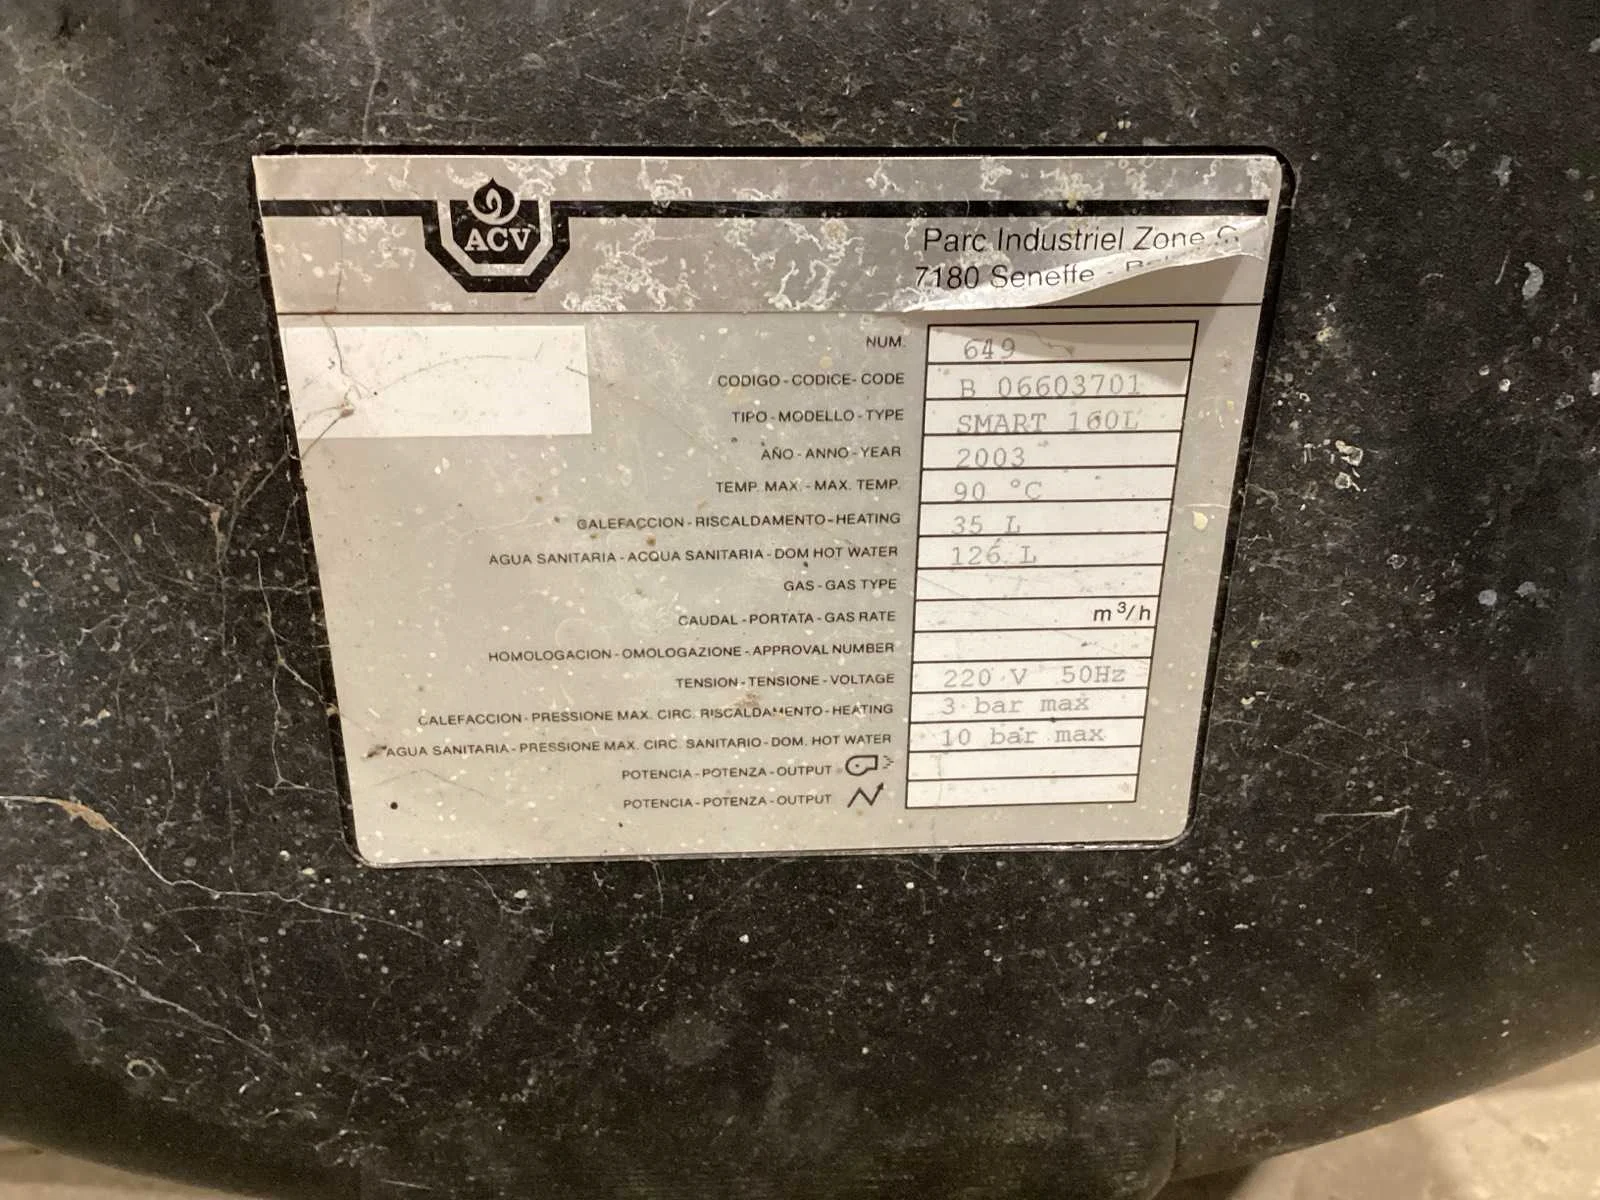 ACV
Parc Industriel Zone
7180 Seneffe -
NUM. 649
CODIGO - CODICE - CODE B 06603701
TIPO - MODELLO - TYPE SMART 160L
AÑO - ANNO - YEAR 2003
TEMP. MAX. - MAX. TEMP. 90 °C
CALEFACCION - RISCALDAMENTO - HEATING 35 L
AGUA SANITARIA - ACQUA SANITARIA - DOM HOT WATER 126 L
GAS - GAS TYPE
CAUDAL - PORTATA - GAS RATE m³/h
HOMOLOGACION - OMOLOGAZIONE - APPROVAL NUMBER
TENSION - TENSIONE - VOLTAGE 220 V 50Hz
CALEFACCION - PRESSIONE MAX. CIRC. RISCALDAMENTO - HEATING 3 bar max
AGUA SANITARIA - PRESSIONE MAX. CIRC. SANITARIO - DOM. HOT WATER 10 bar max
POTENCIA - POTENZA - OUTPUT
POTENCIA - POTENZA - OUTPUT